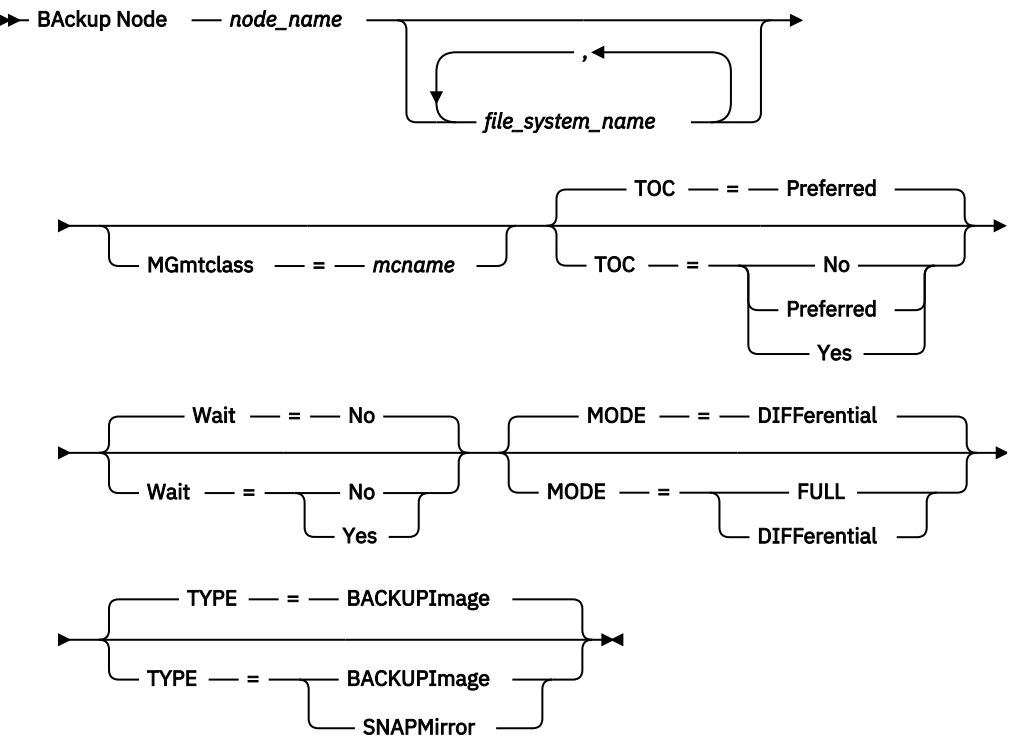 BAckup Node node_name
,
file_system_name
TOC = Preferred
MGmtclass = mcname TOC = No
Preferred
Yes
Wait = No MODE = DIFFerential
Wait = No MODE = FULL
Yes DIFFerential
TYPE = BACKUPImage
TYPE = BACKUPImage
SNAPMirror